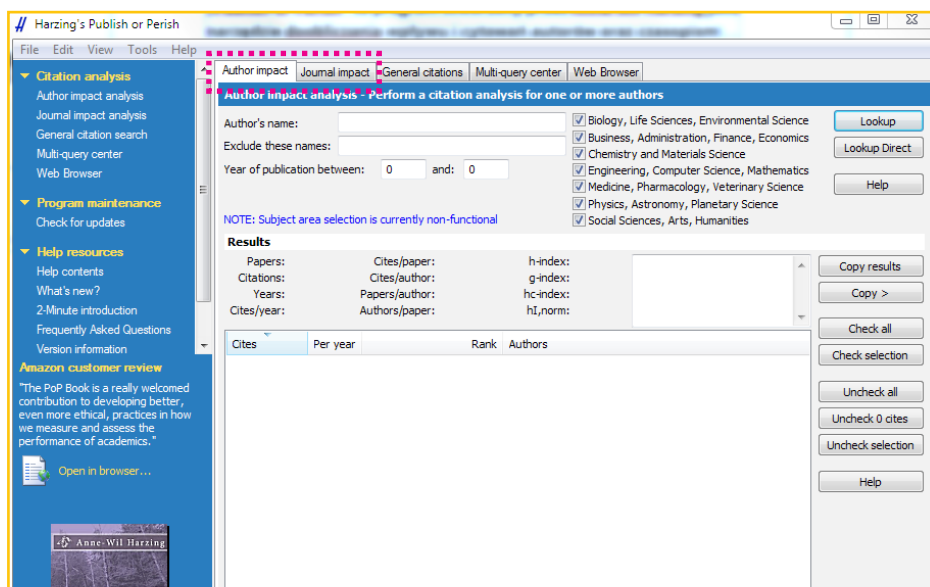 Harzing's Publish or Perish
File Edit View Tools Help
Citation analysis
Author impact analysis
Journal impact analysis
General citation search
Multi-query center
Web Browser
Program maintenance
Check for updates
Help resources
Help contents
What's new?
2-Minute introduction
Frequently Asked Questions
Version information
Amazon customer review
"The PoP Book is a really welcomed
contribution to developing better,
even more ethical, practices in how
we measure and assess the
performance of academics."
Open in browser...
Anne-Wil Harzing
Author impact Journal impact General citations Multi-query center Web Browser
Author impact analysis - Perform a citation analysis for one or more authors
Author's name:
Exclude these names:
Year of publication between: 0 and: 0
NOTE: Subject area selection is currently non-functional
Biology, Life Sciences, Environmental Science
Business, Administration, Finance, Economics
Chemistry and Materials Science
Engineering, Computer Science, Mathematics
Medicine, Pharmacology, Veterinary Science
Physics, Astronomy, Planetary Science
Social Sciences, Arts, Humanities
Lookup
Lookup Direct
Help
Results
Papers: Cites/paper: h-index:
Citations: Cites/author: g-index:
Years: Papers/author: hc-index:
Cites/year: Authors/paper: hI,norm:
Cites Per year Rank Authors
Copy results
Copy >
Check all
Check selection
Uncheck all
Uncheck 0 cites
Uncheck selection
Help